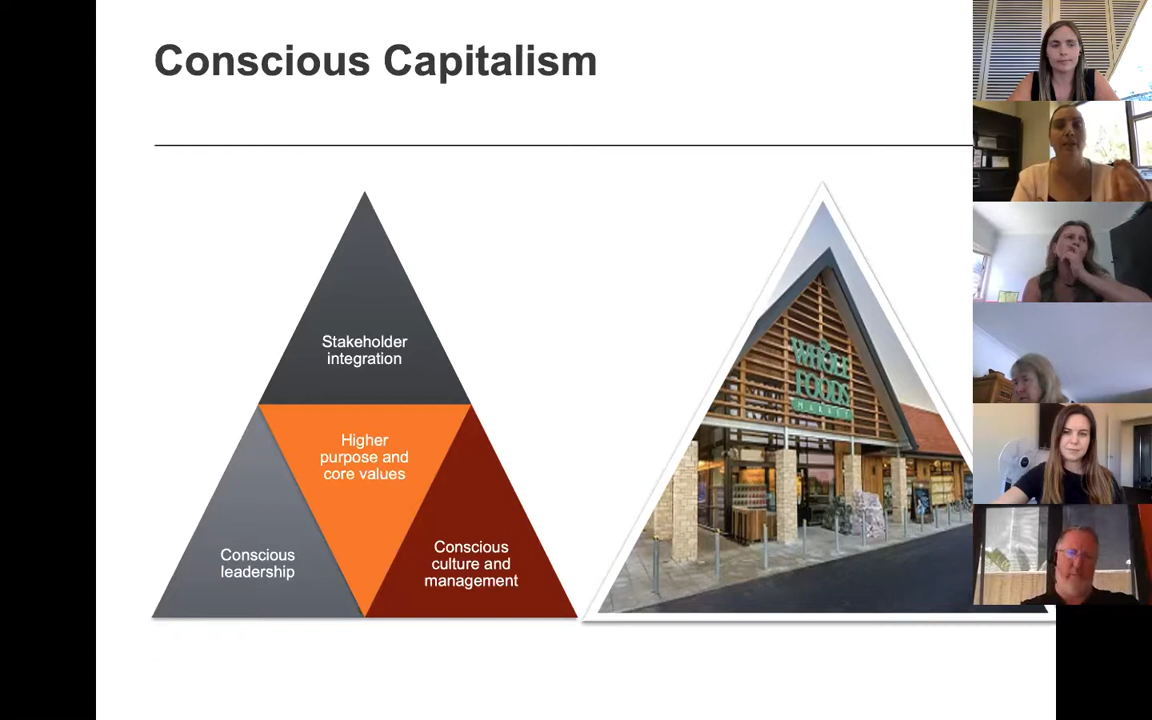 Conscious Capitalism
Stakeholder
integration
Higher
purpose and
core values
Conscious
leadership
Conscious
culture and
management
WHOLE
FOODS
MARKET